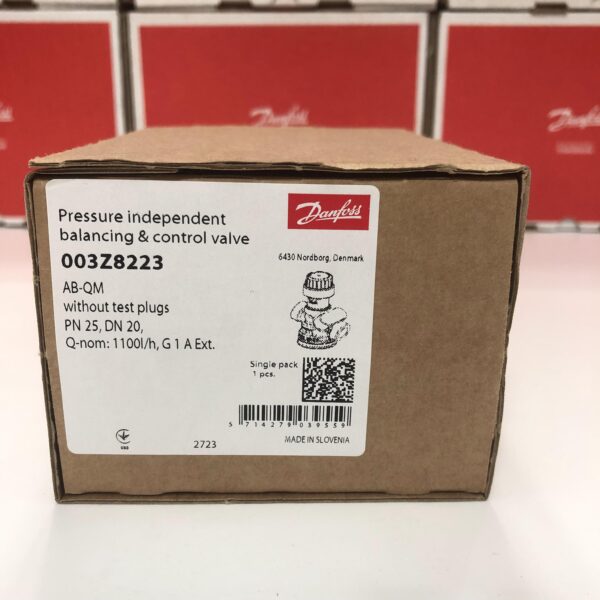 Danfoss
Danfoss
Danfoss
Pressure independent
balancing & control valve
003Z8223
AB-QM
without test plugs
PN 25, DN 20,
Q-nom: 1100l/h, G 1 A Ext.
Danfoss
6430 Nordborg, Denmark
Single pack
1 pcs.
5 714279 039559
2723
MADE IN SLOVENIA